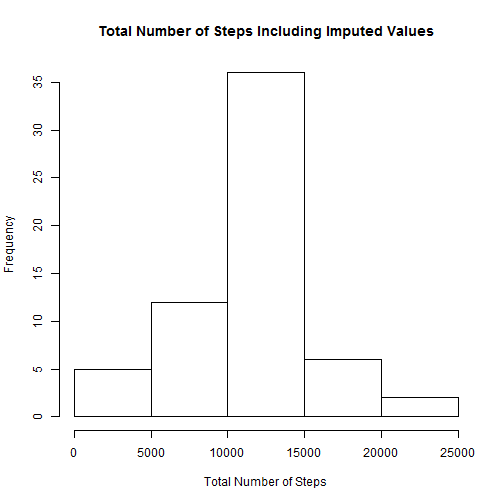 Total Number of Steps Including Imputed Values
Frequency
35
30
25
20
15
10
5
0
0 5000 10000 15000 20000 25000
Total Number of Steps